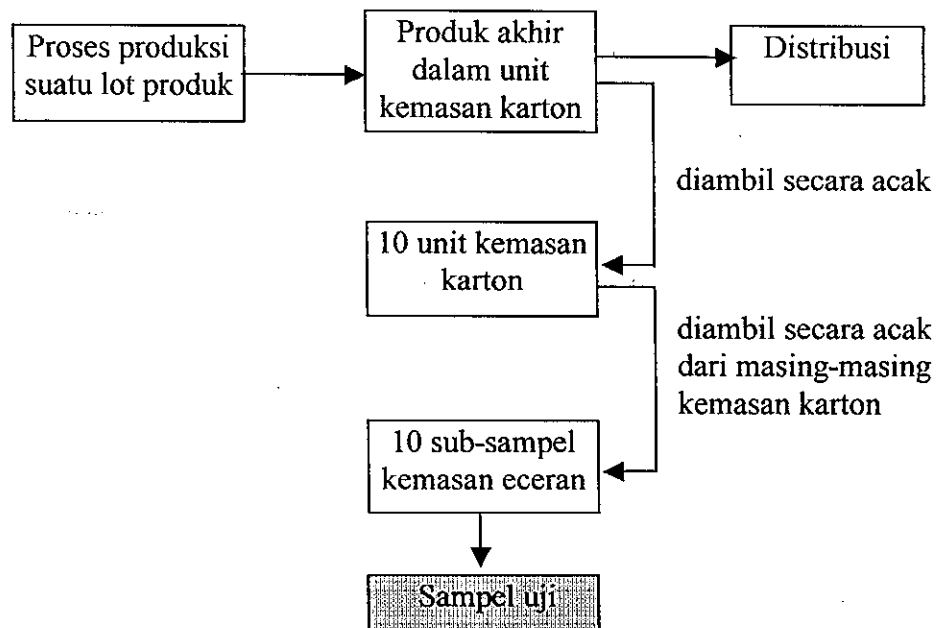 Proses produksi
suatu lot produk
Produk akhir
dalam unit
kemasan karton
Distribusi
diambil secara acak
10 unit kemasan
karton
diambil secara acak
dari masing-masing
kemasan karton
10 sub-sampel
kemasan eceran
Sampel uji